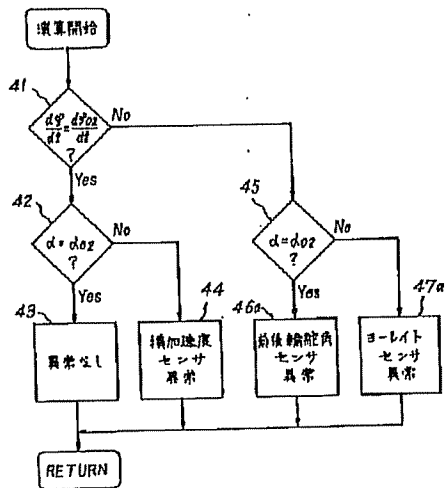 演算開始
41
dφ/dt = dφ02/dt
?
No
Yes
42
α = α02
?
No
Yes
45
α = α02
?
No
Yes
43
異常なし
44
横加速度
センサ
異常
46a
前後輪舵角
センサ
異常
47a
ヨーレイト
センサ
異常
RETURN